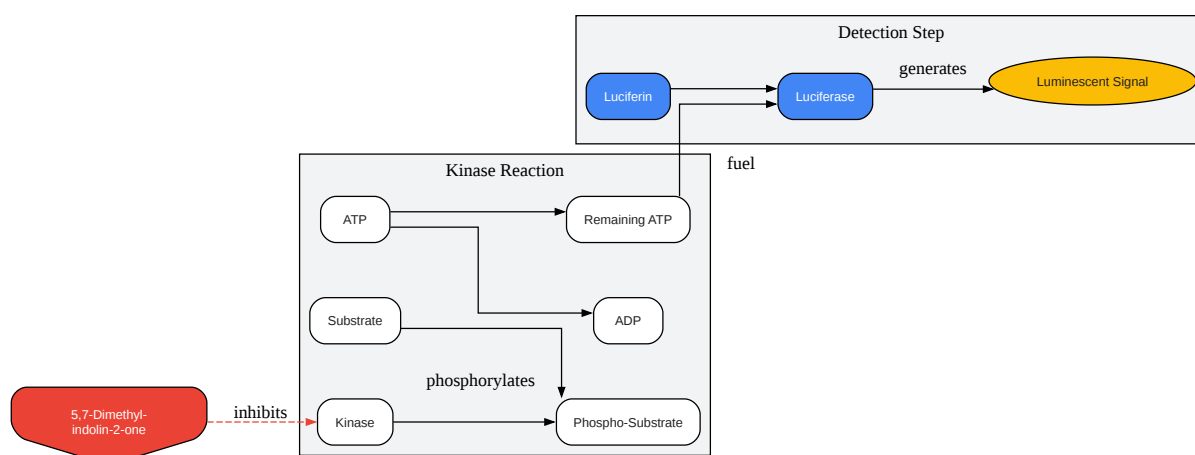 Detection Step
Luciferin
Luciferase
generates
Luminescent Signal
fuel
Kinase Reaction
ATP
Remaining ATP
Substrate
ADP
phosphorylates
5,7-Dimethyl-
indolin-2-one
inhibits
Kinase
Phospho-Substrate